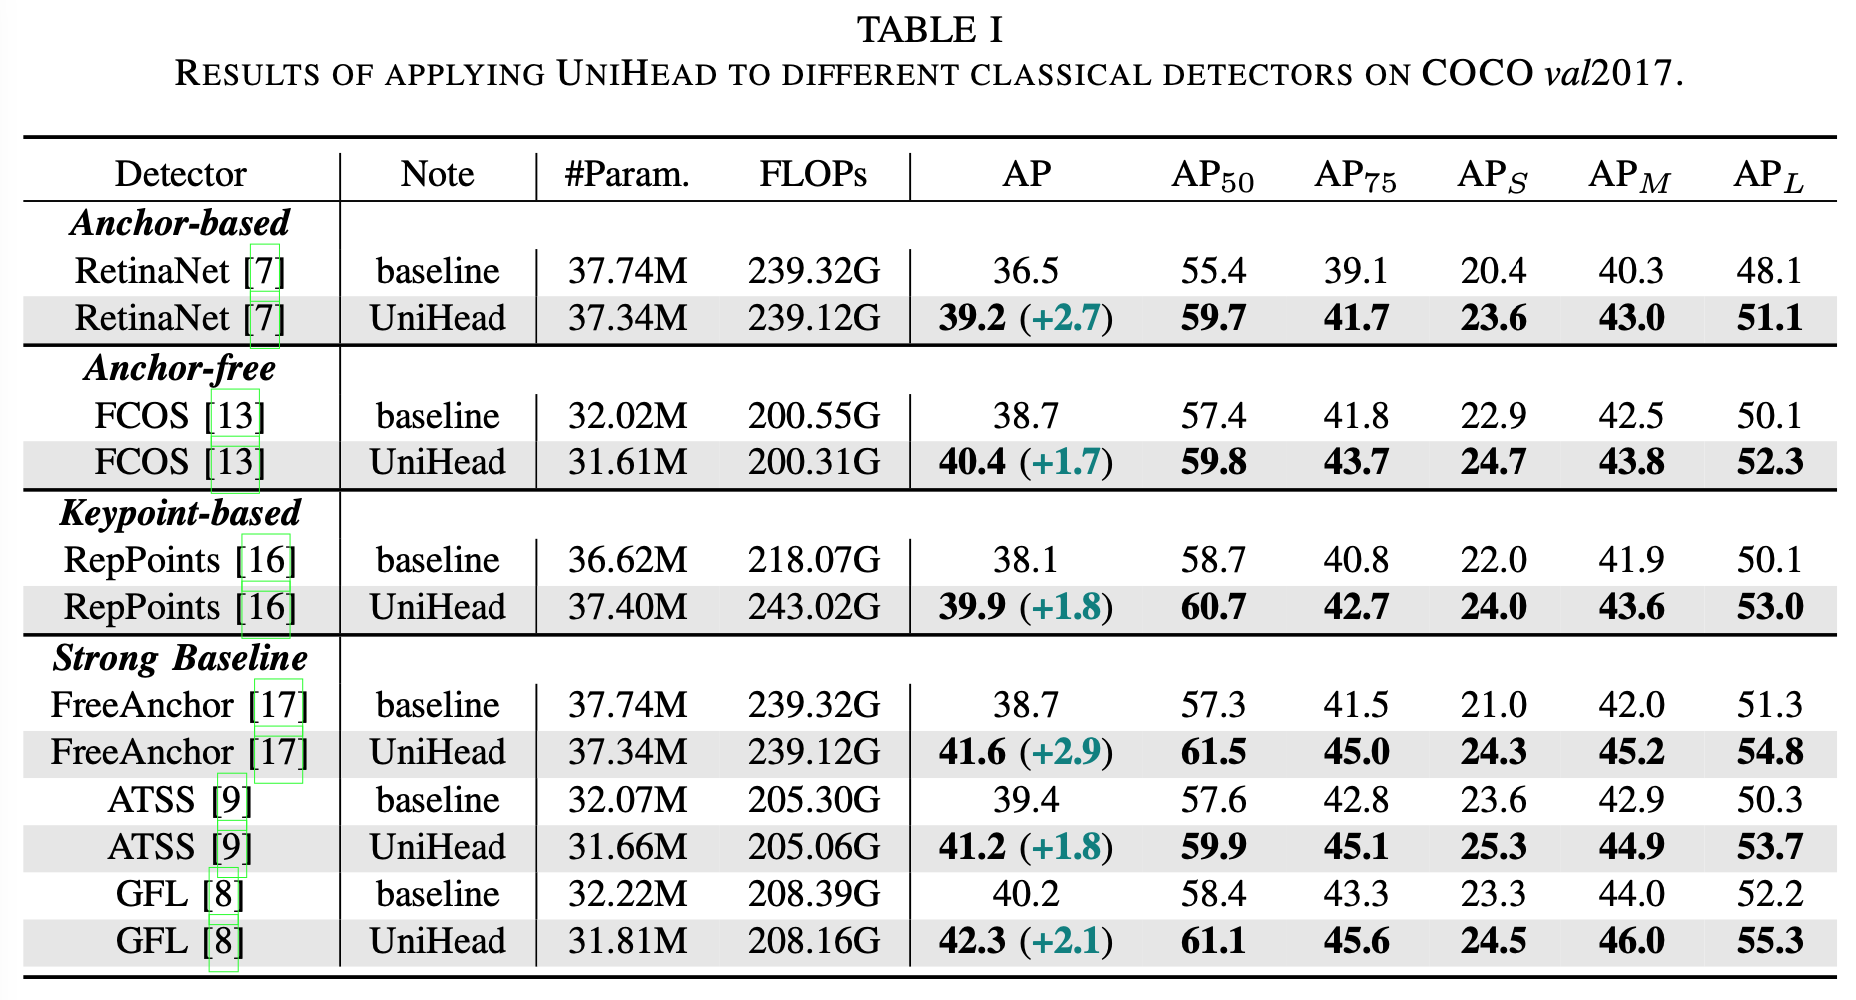 TABLE I
RESULTS OF APPLYING UNIHEAD TO DIFFERENT CLASSICAL DETECTORS ON COCO val2017.
Detector Note #Param. FLOPs AP AP50 AP75 APS APM APL
Anchor-based
RetinaNet [7] baseline 37.74M 239.32G 36.5 55.4 39.1 20.4 40.3 48.1
RetinaNet [7] UniHead 37.34M 239.12G 39.2 (+2.7) 59.7 41.7 23.6 43.0 51.1
Anchor-free
FCOS [13] baseline 32.02M 200.55G 38.7 57.4 41.8 22.9 42.5 50.1
FCOS [13] UniHead 31.61M 200.31G 40.4 (+1.7) 59.8 43.7 24.7 43.8 52.3
Keypoint-based
RepPoints [16] baseline 36.62M 218.07G 38.1 58.7 40.8 22.0 41.9 50.1
RepPoints [16] UniHead 37.40M 243.02G 39.9 (+1.8) 60.7 42.7 24.0 43.6 53.0
Strong Baseline
FreeAnchor [17] baseline 37.74M 239.32G 38.7 57.3 41.5 21.0 42.0 51.3
FreeAnchor [17] UniHead 37.34M 239.12G 41.6 (+2.9) 61.5 45.0 24.3 45.2 54.8
ATSS [9] baseline 32.07M 205.30G 39.4 57.6 42.8 23.6 42.9 50.3
ATSS [9] UniHead 31.66M 205.06G 41.2 (+1.8) 59.9 45.1 25.3 44.9 53.7
GFL [8] baseline 32.22M 208.39G 40.2 58.4 43.3 23.3 44.0 52.2
GFL [8] UniHead 31.81M 208.16G 42.3 (+2.1) 61.1 45.6 24.5 46.0 55.3